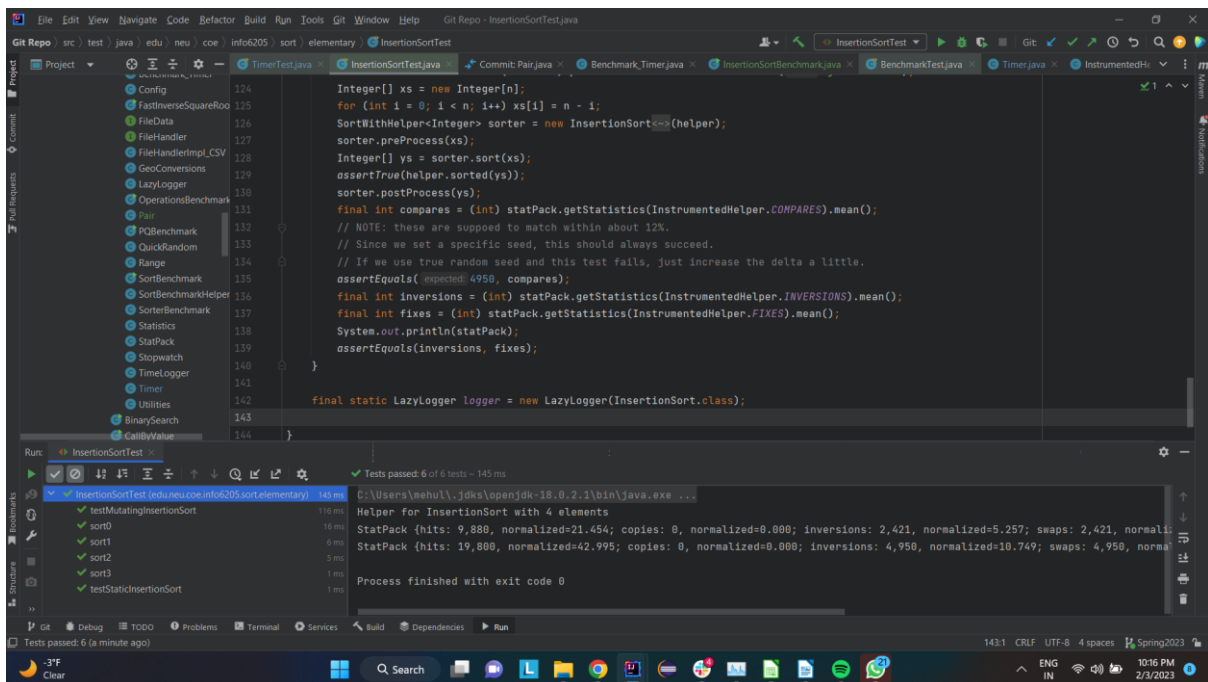 File Edit View Navigate Code Refactor Build Run Tools Git Window Help Git Repo - InsertionSortTest.java
Git Repo src test java edu neu coe info6205 sort elementary InsertionSortTest InsertionSortTest Git:
Project TimerTest.java InsertionSortTest.java Commit: Pair.java Benchmark_Timer.java InsertionSortBenchmark.java BenchmarkTest.java Timer.java
Config
FastInverseSquareRoo
FileData
FileHandler
FileHandlerImpl_CSV
GeoConversions
LazyLogger
OperationsBenchmark
Pair
PQBenchmark
QuickRandom
Range
SortBenchmark
SortBenchmarkHelper
SorterBenchmark
Statistics
StatPack
Stopwatch
TimeLogger
Timer
Utilities
BinarySearch
CallByValue
124 Integer[] xs = new Integer[n];
125 for (int i = 0; i < n; i++) xs[i] = n - i;
126 SortWithHelper<Integer> sorter = new InsertionSort<~>(helper);
127 sorter.preProcess(xs);
128 Integer[] ys = sorter.sort(xs);
129 assertTrue(helper.sorted(ys));
130 sorter.postProcess(ys);
131 final int compares = (int) statPack.getStatistics(InstrumentedHelper.COMPARES).mean();
132 // NOTE: these are suppoed to match within about 12%.
133 // Since we set a specific seed, this should always succeed.
134 // If we use true random seed and this test fails, just increase the delta a little.
135 assertEquals( expected: 4950, compares);
136 final int inversions = (int) statPack.getStatistics(InstrumentedHelper.INVERSIONS).mean();
137 final int fixes = (int) statPack.getStatistics(InstrumentedHelper.FIXES).mean();
138 System.out.println(statPack);
139 assertEquals(inversions, fixes);
140 }
141
142 final static LazyLogger logger = new LazyLogger(InsertionSort.class);
143
144 }
1
Project
Commit
Pull Requests
Bookmarks
Structure
Maven
Notifications
Run: InsertionSortTest
Tests passed: 6 of 6 tests – 145 ms
InsertionSortTest (edu.neu.coe.info6205.sort.elementary) 145 ms
testMutatingInsertionSort 116 ms
sort0 16 ms
sort1 6 ms
sort2 5 ms
sort3 1 ms
testStaticInsertionSort 1 ms
C:\Users\mehul\.jdks\openjdk-18.0.2.1\bin\java.exe ...
Helper for InsertionSort with 4 elements
StatPack {hits: 9,880, normalized=21.454; copies: 0, normalized=0.000; inversions: 2,421, normalized=5.257; swaps: 2,421, normali
StatPack {hits: 19,800, normalized=42.995; copies: 0, normalized=0.000; inversions: 4,950, normalized=10.749; swaps: 4,950, norma
Process finished with exit code 0
Git Debug TODO Problems Terminal Services Build Dependencies Run
Tests passed: 6 (a minute ago) 143:1 CRLF UTF-8 4 spaces Spring2023
-3°F
Clear
Search
21
ENG
IN
10:16 PM
2/3/2023
8